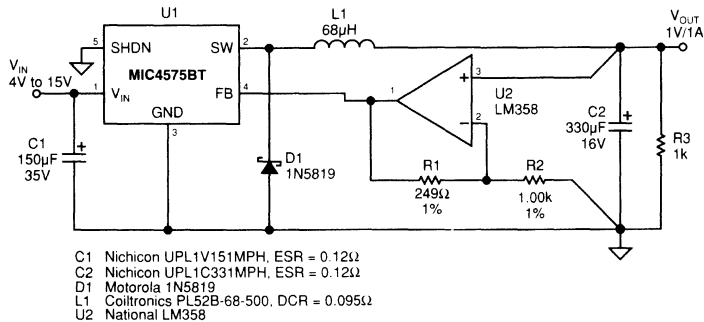 U1
L1
68µH
VOUT
1V/1A
5
SHDN
SW
2
MIC4575BT
VIN
4V to 15V
1
VIN
FB
4
GND
3
1
3
+
–
2
U2
LM358
C1
150µF
35V
+
D1
1N5819
C2
330µF
16V
+
R3
1k
R1
249Ω
1%
R2
1.00k
1%
C1 Nichicon UPL1V151MPH, ESR = 0.12Ω
C2 Nichicon UPL1C331MPH, ESR = 0.12Ω
D1 Motorola 1N5819
L1 Coiltronics PL52B-68-500, DCR = 0.095Ω
U2 National LM358